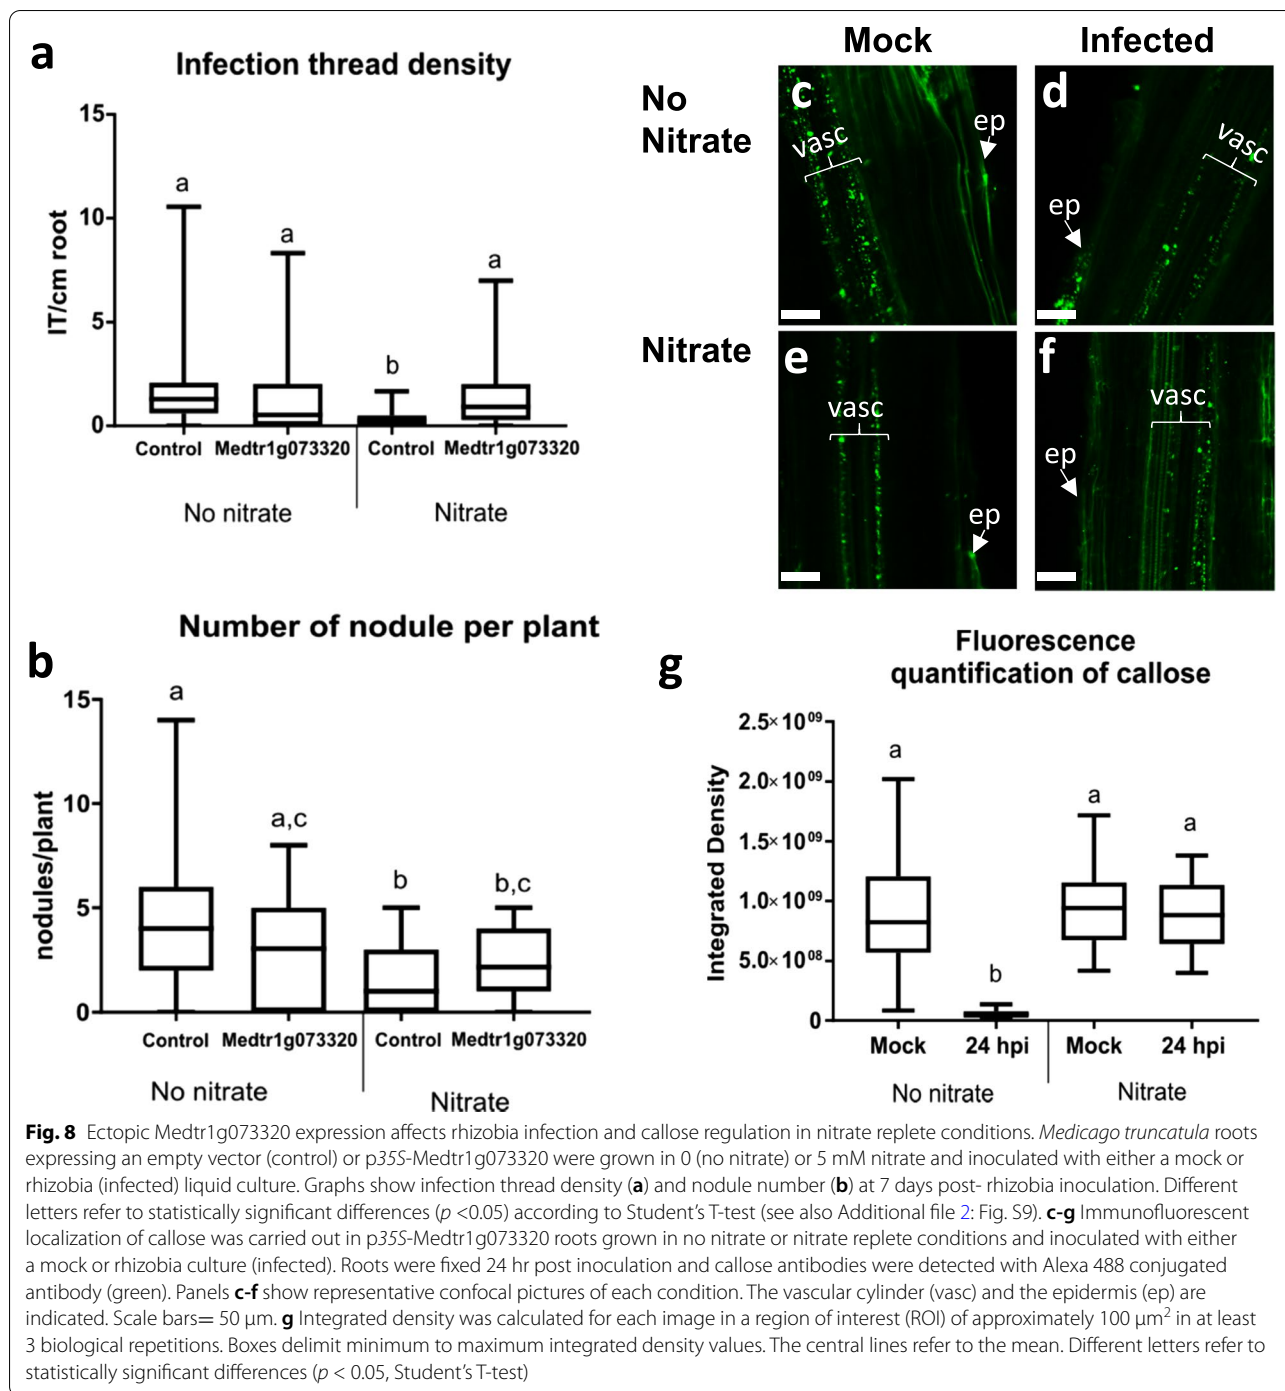 a
Infection thread density
15
10
5
0
IT/cm root
a
a
b
a
Control Medtr1g073320 Control Medtr1g073320
No nitrate Nitrate
Mock Infected
No
Nitrate
Nitrate
c
vasc
ep
d
vasc
ep
e
vasc
ep
f
vasc
ep
b
Number of nodule per plant
15
10
5
0
nodules/plant
a
a,c
b
b,c
Control Medtr1g073320 Control Medtr1g073320
No nitrate Nitrate
g
Fluorescence
quantification of callose
2.5× 10⁰⁹
2.0× 10⁰⁹
1.5× 10⁰⁹
1.0× 10⁰⁹
5.0× 10⁰⁸
0
Integrated Density
a
b
a
a
Mock 24 hpi Mock 24 hpi
No nitrate Nitrate
Fig. 8 Ectopic Medtr1g073320 expression affects rhizobia infection and callose regulation in nitrate replete conditions. Medicago truncatula roots
expressing an empty vector (control) or p35S-Medtr1g073320 were grown in 0 (no nitrate) or 5 mM nitrate and inoculated with either a mock or
rhizobia (infected) liquid culture. Graphs show infection thread density (a) and nodule number (b) at 7 days post- rhizobia inoculation. Different
letters refer to statistically significant differences (p <0.05) according to Student's T-test (see also Additional file 2: Fig. S9). c-g Immunofluorescent
localization of callose was carried out in p35S-Medtr1g073320 roots grown in no nitrate or nitrate replete conditions and inoculated with either
a mock or rhizobia culture (infected). Roots were fixed 24 hr post inoculation and callose antibodies were detected with Alexa 488 conjugated
antibody (green). Panels c-f show representative confocal pictures of each condition. The vascular cylinder (vasc) and the epidermis (ep) are
indicated. Scale bars= 50 μm. g Integrated density was calculated for each image in a region of interest (ROI) of approximately 100 μm² in at least
3 biological repetitions. Boxes delimit minimum to maximum integrated density values. The central lines refer to the mean. Different letters refer to
statistically significant differences (p < 0.05, Student's T-test)